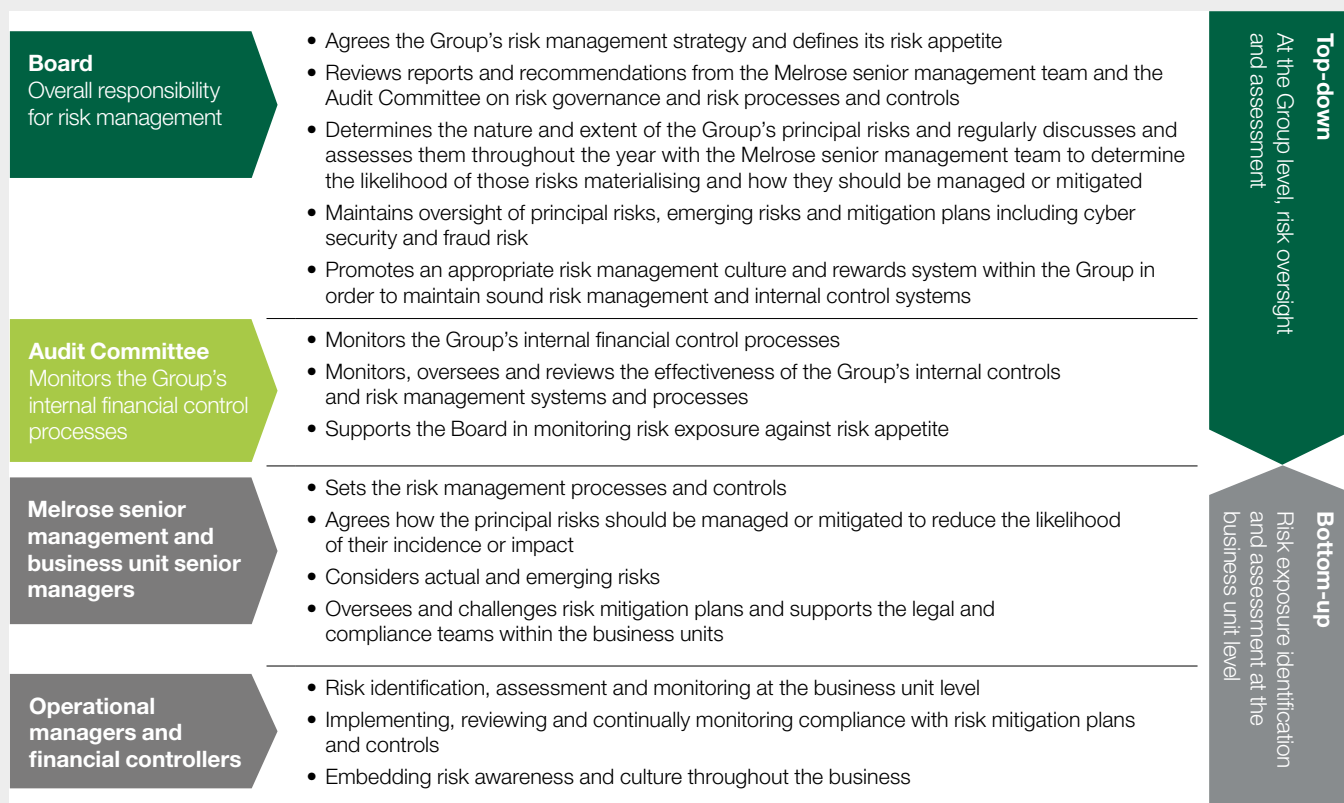 Board
Overall responsibility
for risk management
• Agrees the Group's risk management strategy and defines its risk appetite
• Reviews reports and recommendations from the Melrose senior management team and the
Audit Committee on risk governance and risk processes and controls
• Determines the nature and extent of the Group's principal risks and regularly discusses and
assesses them throughout the year with the Melrose senior management team to determine
the likelihood of those risks materialising and how they should be managed or mitigated
• Maintains oversight of principal risks, emerging risks and mitigation plans including cyber
security and fraud risk
• Promotes an appropriate risk management culture and rewards system within the Group in
order to maintain sound risk management and internal control systems
Audit Committee
Monitors the Group's
internal financial control
processes
• Monitors the Group's internal financial control processes
• Monitors, oversees and reviews the effectiveness of the Group's internal controls
and risk management systems and processes
• Supports the Board in monitoring risk exposure against risk appetite
Melrose senior
management and
business unit senior
managers
• Sets the risk management processes and controls
• Agrees how the principal risks should be managed or mitigated to reduce the likelihood
of their incidence or impact
• Considers actual and emerging risks
• Oversees and challenges risk mitigation plans and supports the legal and
compliance teams within the business units
Operational
managers and
financial controllers
• Risk identification, assessment and monitoring at the business unit level
• Implementing, reviewing and continually monitoring compliance with risk mitigation plans
and controls
• Embedding risk awareness and culture throughout the business
Top-down
At the Group level, risk oversight
and assessment
Bottom-up
Risk exposure identification
and assessment at the
business unit level